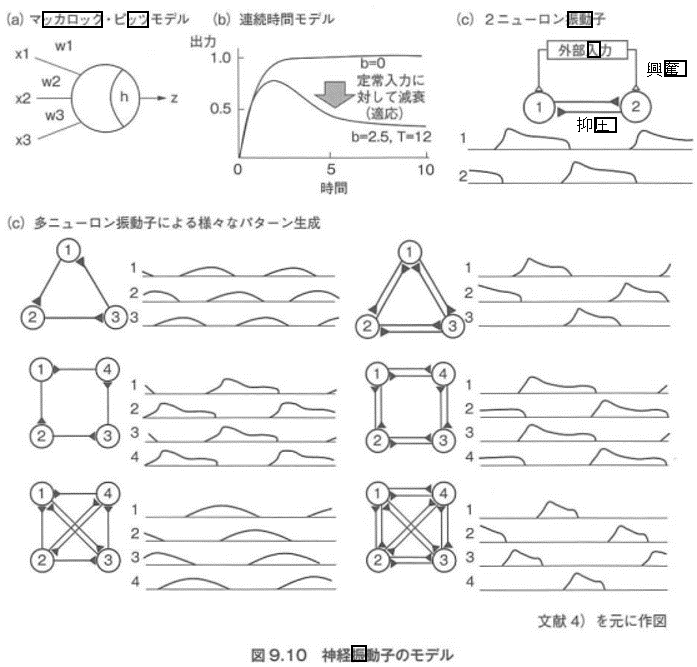 (a) マッカロック・ピッツモデル
x1 w1
w2
x2
w3
x3
h
z
(b) 連続時間モデル
出力
1.0
0.5
b=0
定常入力に
対して減衰
(適応)
b=2.5, T=12
0 5 10
時間
(c) 2ニューロン振動子
外部入力
興奮
1 2
抑圧
1
2
(c) 多ニューロン振動子による様々なパターン生成
1
2 3
1
2
3
1
2 3
1
2
3
1 4
2 3
1
2
3
4
1 4
2 3
1
2
3
4
1 4
2 3
1
2
3
4
1 4
2 3
1
2
3
4
文献4) を元に作図
図9.10 神経振動子のモデル